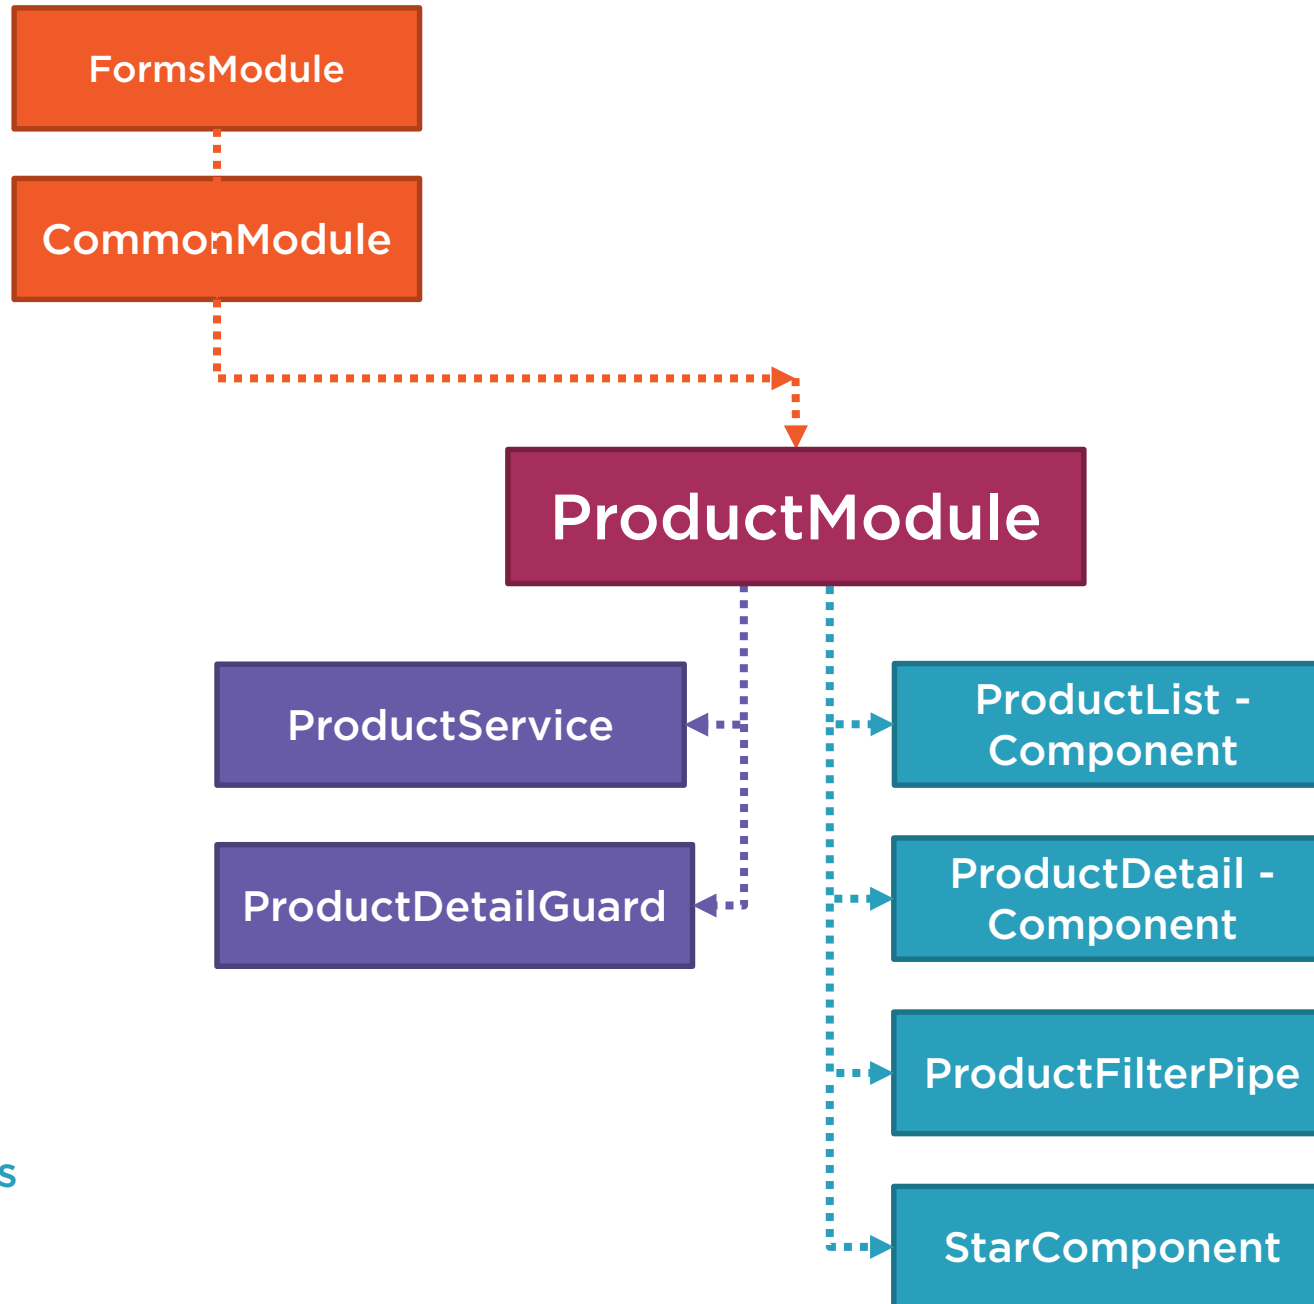 FormsModule
CommonModule
ProductModule
ProductService
ProductList -
Component
ProductDetailGuard
ProductDetail -
Component
ProductFilterPipe
s
StarComponent